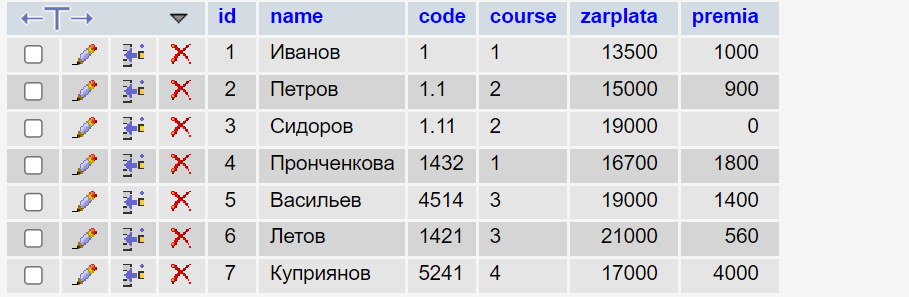 id name code course zarplata premia
1 Иванов 1 1 13500 1000
2 Петров 1.1 2 15000 900
3 Сидоров 1.11 2 19000 0
4 Пронченкова 1432 1 16700 1800
5 Васильев 4514 3 19000 1400
6 Летов 1421 3 21000 560
7 Куприянов 5241 4 17000 4000